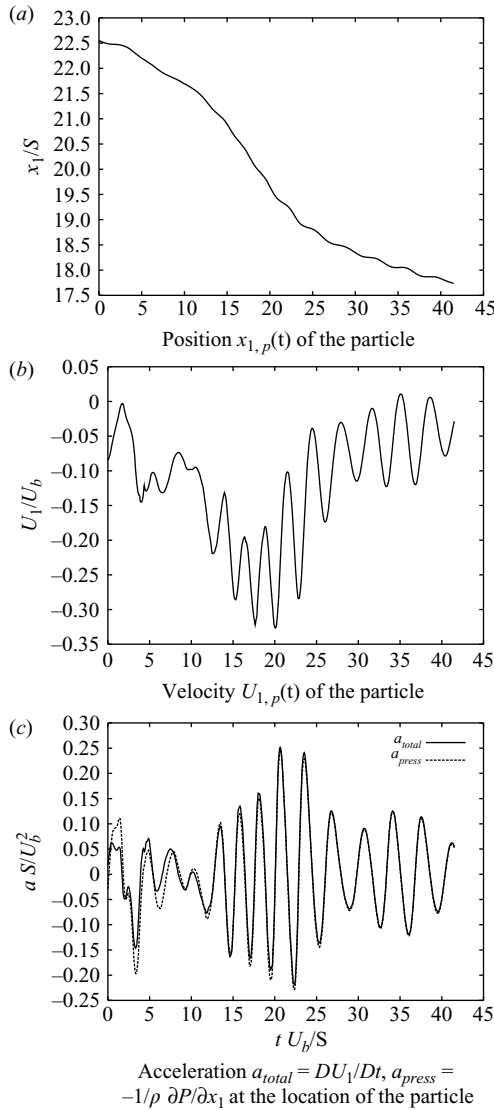 (a)
23.0
22.5
22.0
21.5
21.0
20.5
20.0
19.5
19.0
18.5
18.0
17.5
x1/S
0 5 10 15 20 25 30 35 40 45
Position x1, p(t) of the particle
(b)
0.05
0
–0.05
–0.10
–0.15
–0.20
–0.25
–0.30
–0.35
U1/Ub
0 5 10 15 20 25 30 35 40 45
Velocity U1, p(t) of the particle
(c)
0.30
0.25
0.20
0.15
0.10
0.05
0
–0.05
–0.10
–0.15
–0.20
–0.25
a S/Ub²
atotal
apress
0 5 10 15 20 25 30 35 40 45
t Ub/S
Acceleration atotal = DU1/Dt, apress =
–1/ρ ∂P/∂x1 at the location of the particle